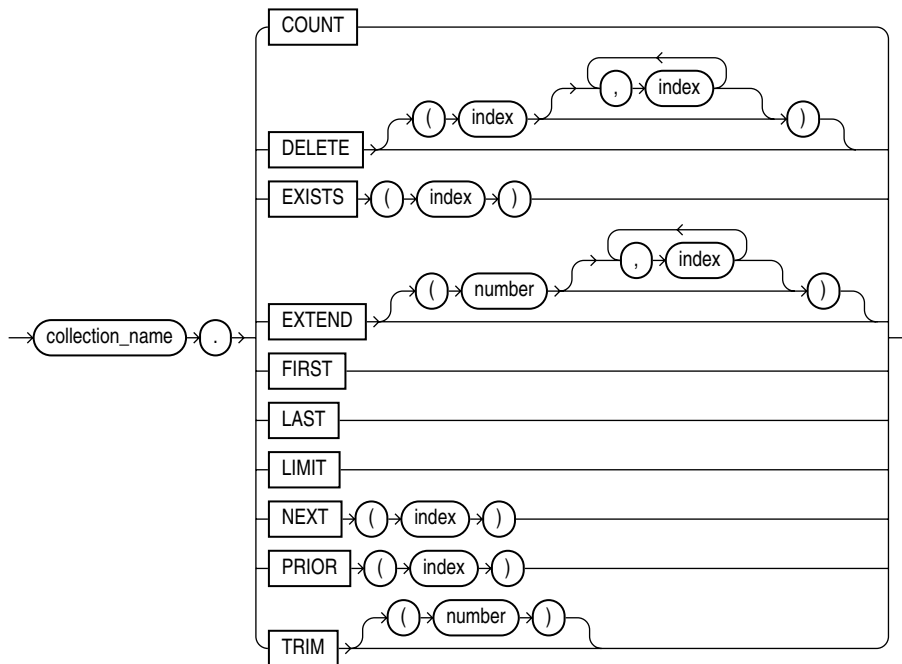 COUNT
, index
( index )
DELETE
EXISTS ( index )
, index
( number )
EXTEND
collection_name .
FIRST
LAST
LIMIT
NEXT ( index )
PRIOR ( index )
( number )
TRIM